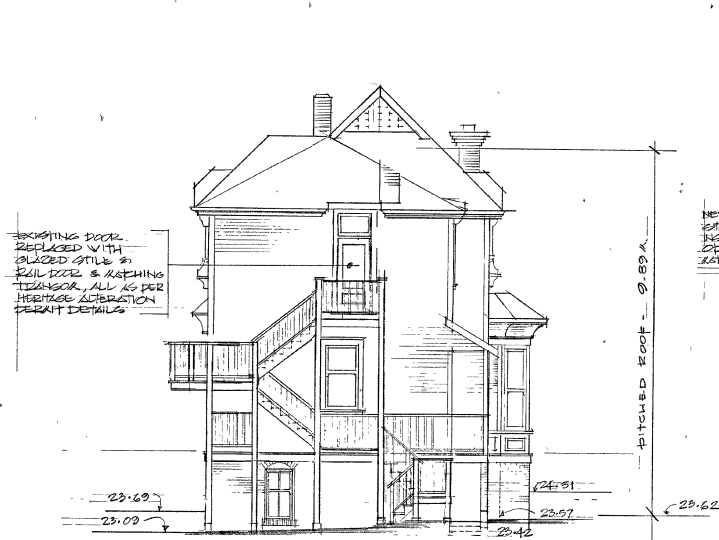 EXISTING DOOR
REPLACED WITH
GLAZED STILE &
RAIL DOOR & MATCHING
TRANSOM, ALL AS PER
HERITAGE ALTERATION
PERMIT DETAILS
PITCHED ROOF - 9.89 M
23.69
23.09
24.31
23.57
23.42
23.62